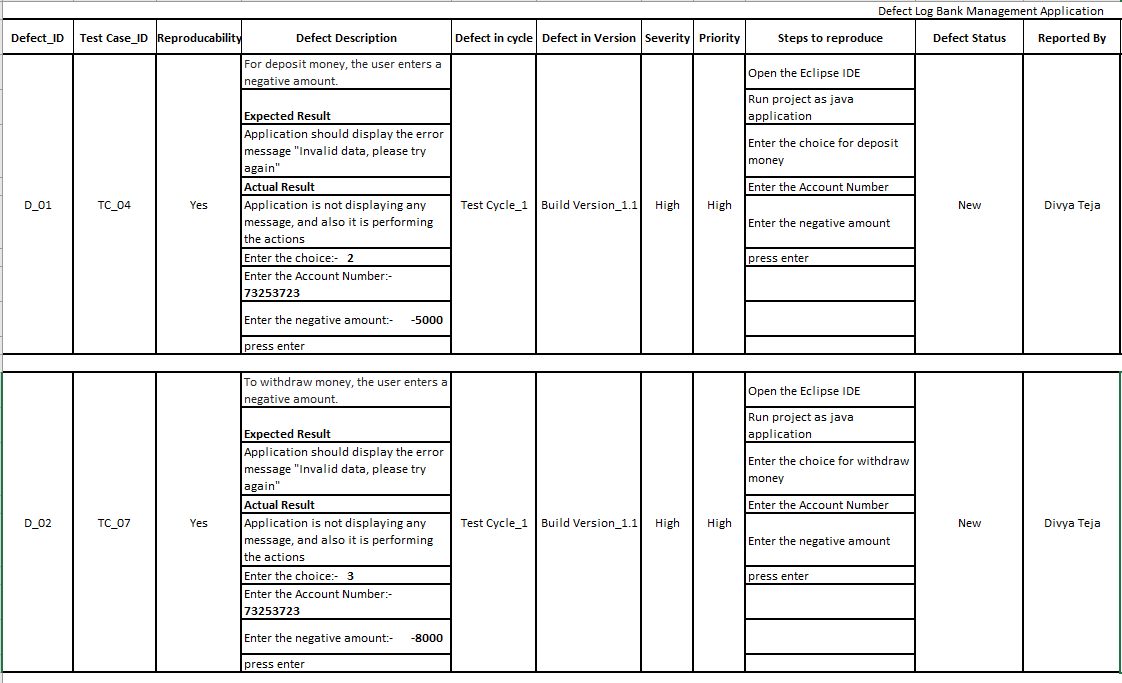 Defect Log Bank Management Application
Defect_ID Test Case_ID Reproducability Defect Description Defect in cycle Defect in Version Severity Priority Steps to reproduce Defect Status Reported By
D_01 TC_04 Yes
For deposit money, the user enters a
negative amount.
Expected Result
Application should display the error
message "Invalid data, please try
again"
Actual Result
Application is not displaying any
message, and also it is performing
the actions
Enter the choice:- 2
Enter the Account Number:-
73253723
Enter the negative amount:- -5000
press enter
Test Cycle_1 Build Version_1.1 High High
Open the Eclipse IDE
Run project as java
application
Enter the choice for deposit
money
Enter the Account Number
Enter the negative amount
press enter
New Divya Teja
D_02 TC_07 Yes
To withdraw money, the user enters a
negative amount.
Expected Result
Application should display the error
message "Invalid data, please try
again"
Actual Result
Application is not displaying any
message, and also it is performing
the actions
Enter the choice:- 3
Enter the Account Number:-
73253723
Enter the negative amount:- -8000
press enter
Test Cycle_1 Build Version_1.1 High High
Open the Eclipse IDE
Run project as java
application
Enter the choice for withdraw
money
Enter the Account Number
Enter the negative amount
press enter
New Divya Teja